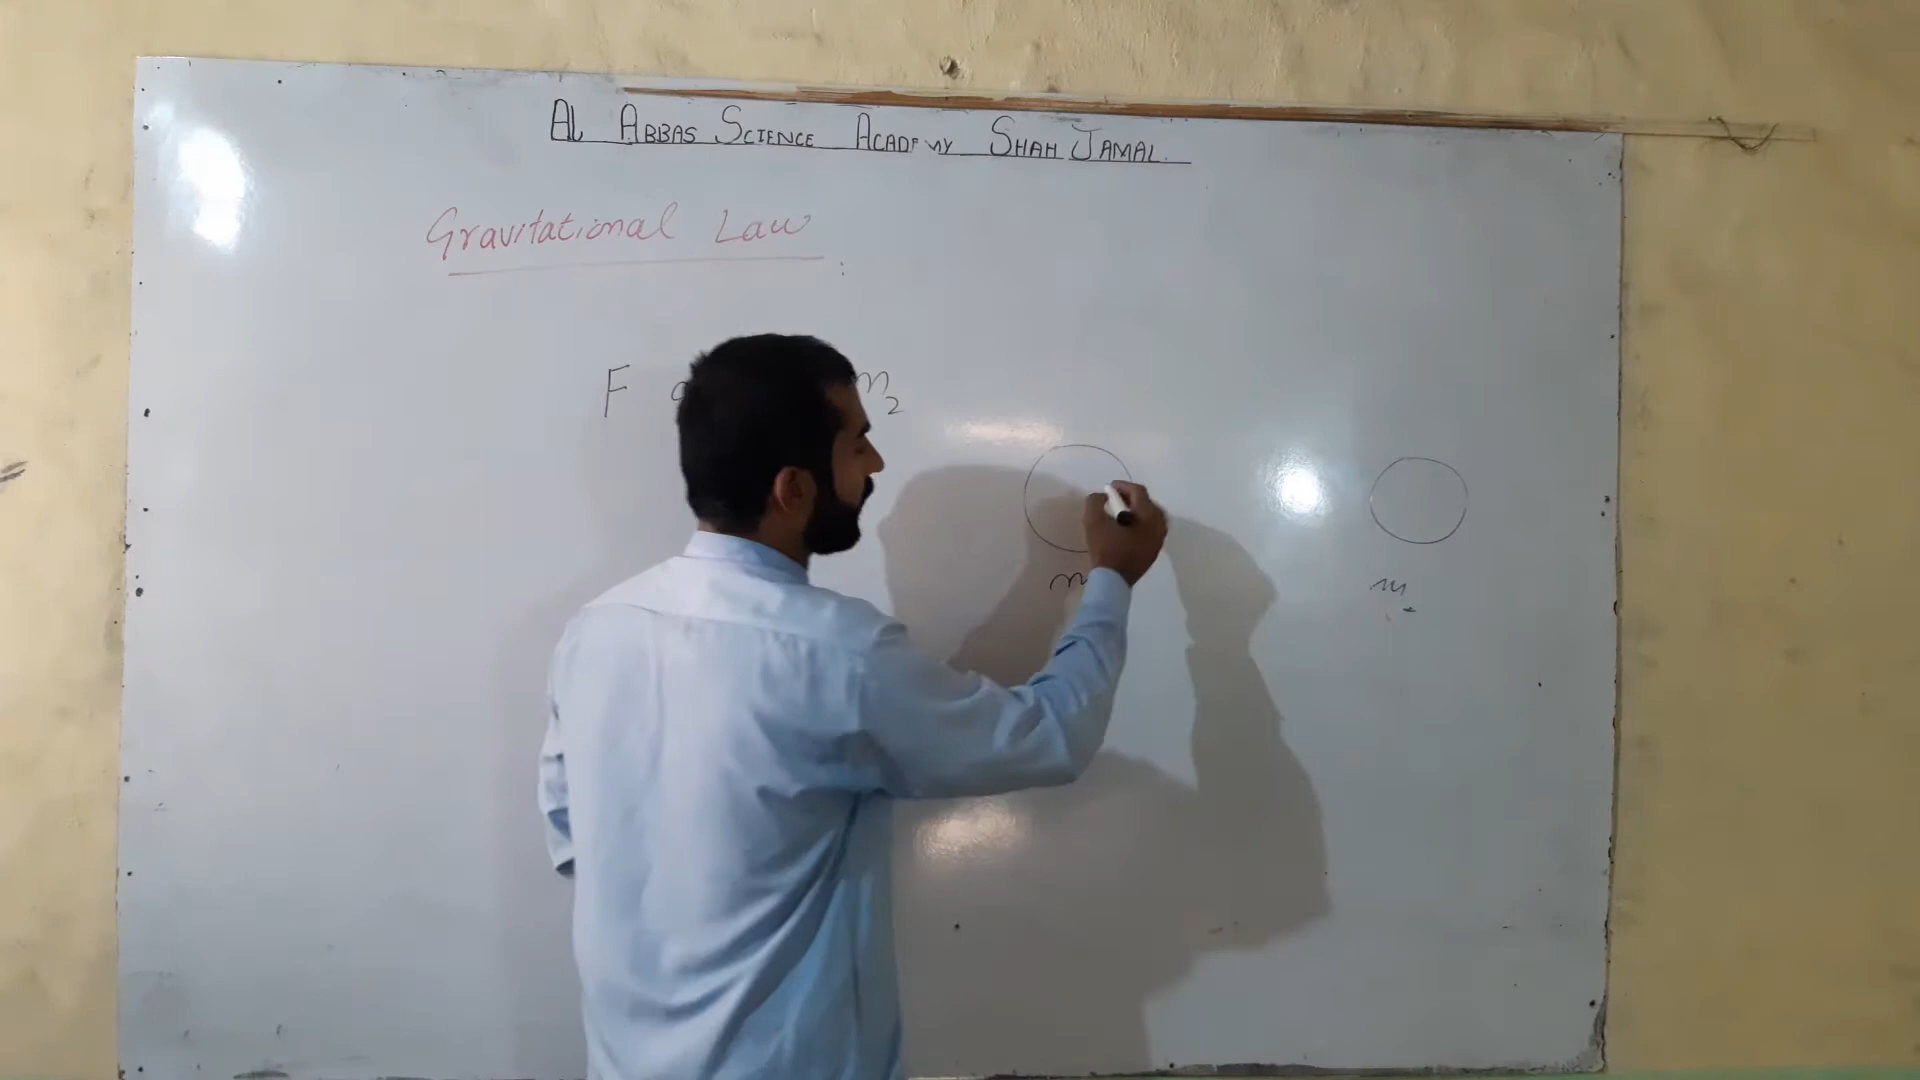 Al Abbas Science Academy Shah Jamal.
Gravitational Law :
F m₂
m
m